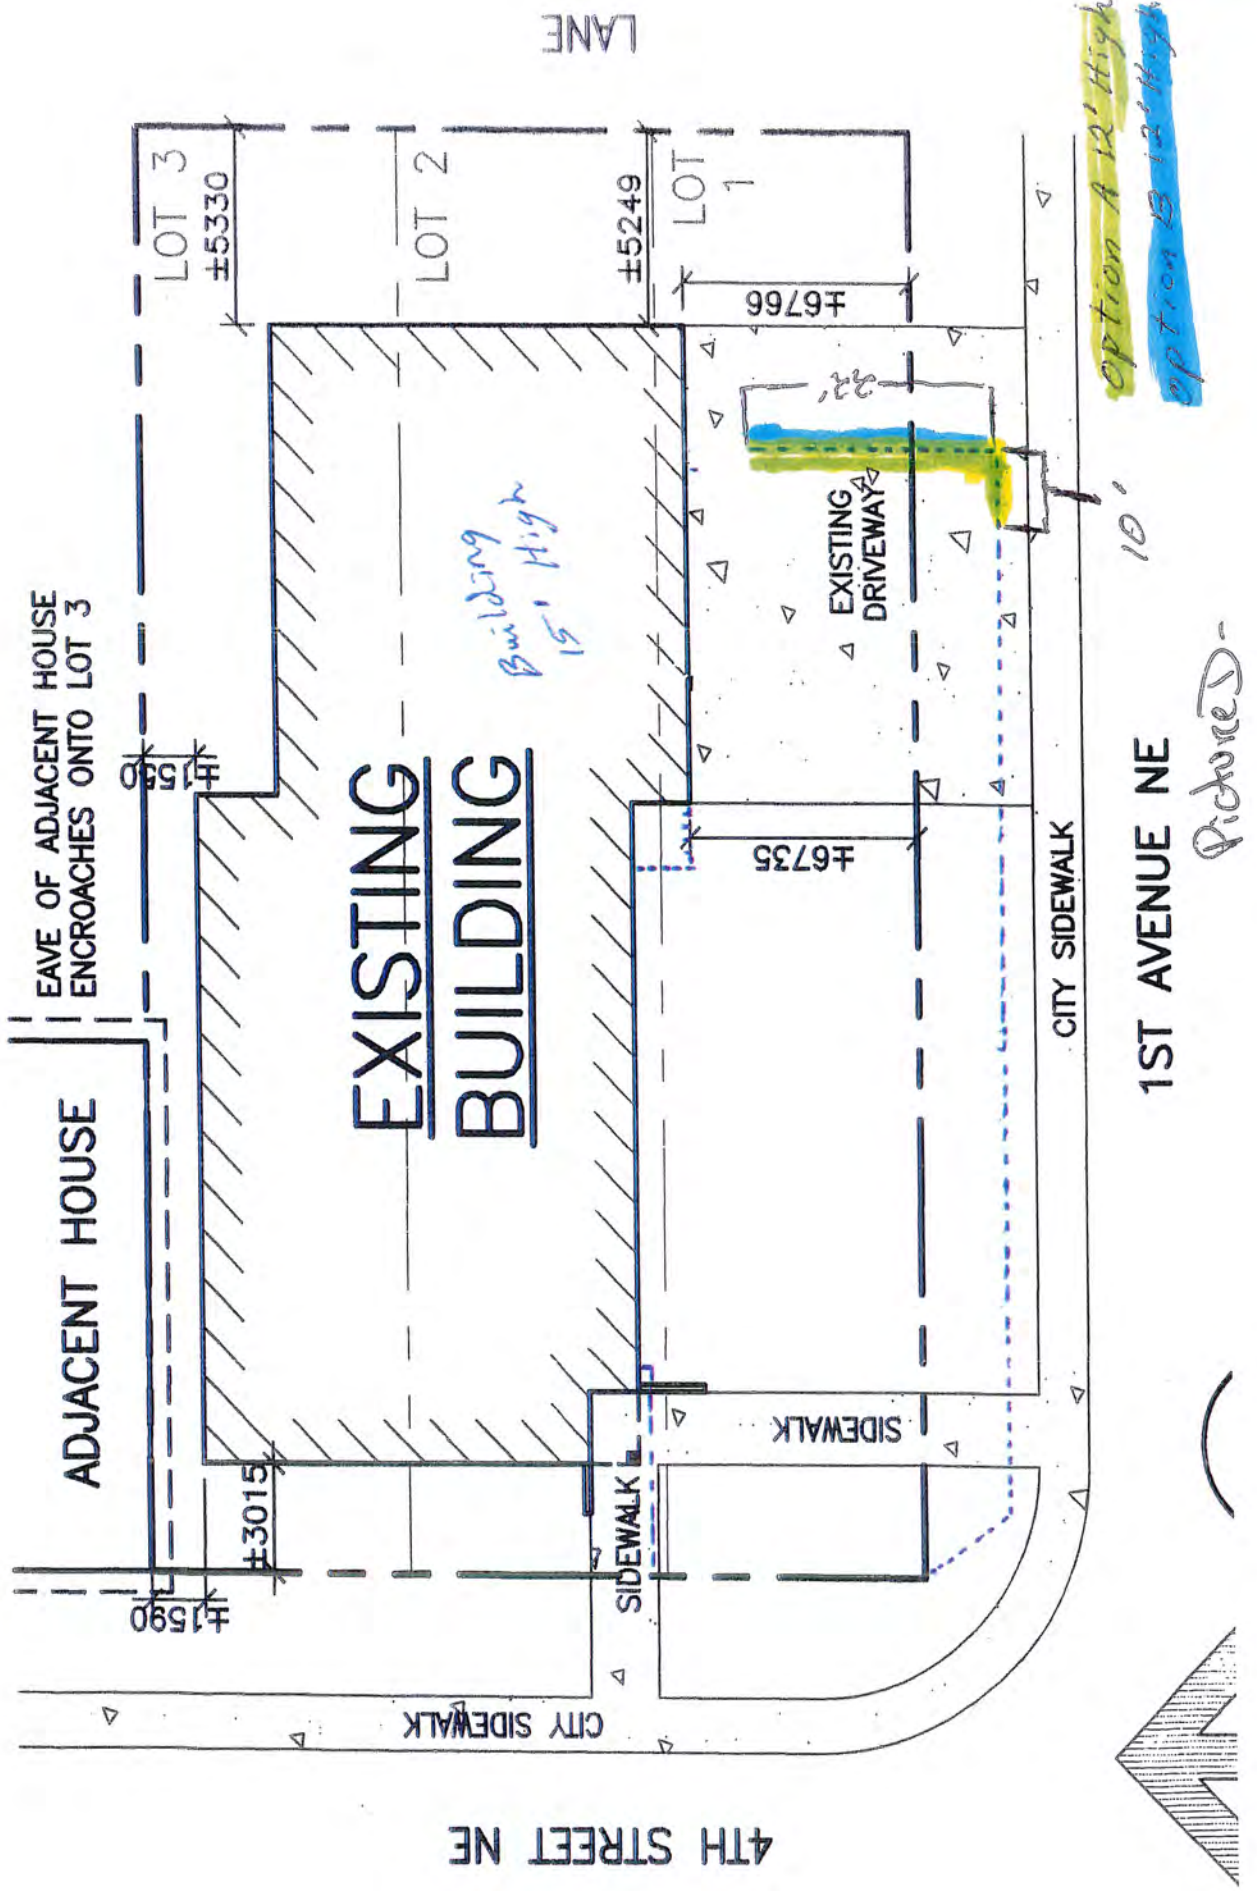 LANE
LOT 3
±5330
LOT 2
±5249
LOT
1
±6766
EAVE OF ADJACENT HOUSE
ENCROACHES ONTO LOT 3
±1550
ADJACENT HOUSE
±1590
±3015
EXISTING
BUILDING
Building
15' High
22'
EXISTING
DRIVEWAY
10'
±6735
SIDEWALK
SIDEWALK
CITY SIDEWALK
CITY SIDEWALK
1ST AVENUE NE
4TH STREET NE
option A 12' High
option B 12' High
Pictured-